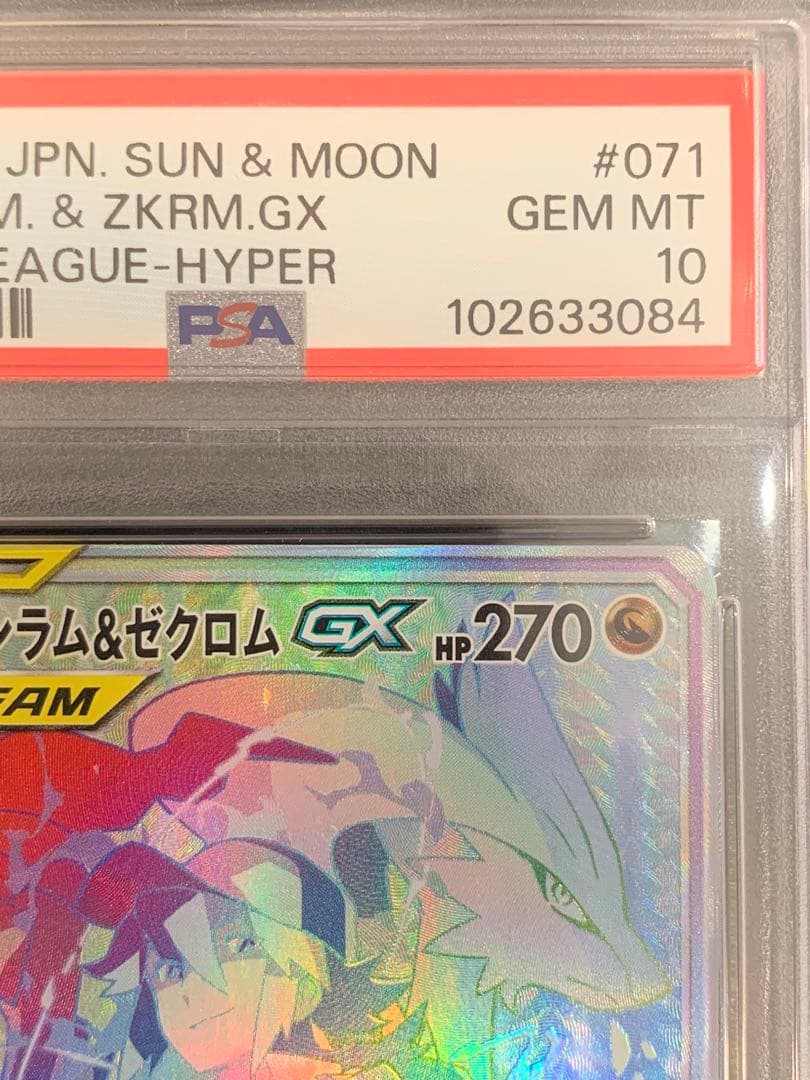 JPN. SUN & MOON #071
M. & ZKRM.GX GEM MT
EAGUE-HYPER 10
PSA 102633084
ラム&ゼクロム GX HP270
EAM